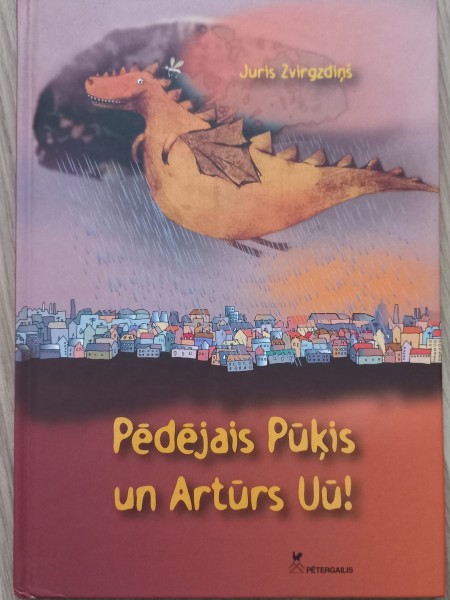 Juris Zvirgzdiņš
Pēdējais Pūķis
un Artūrs Uū!
PĒTERGAILIS